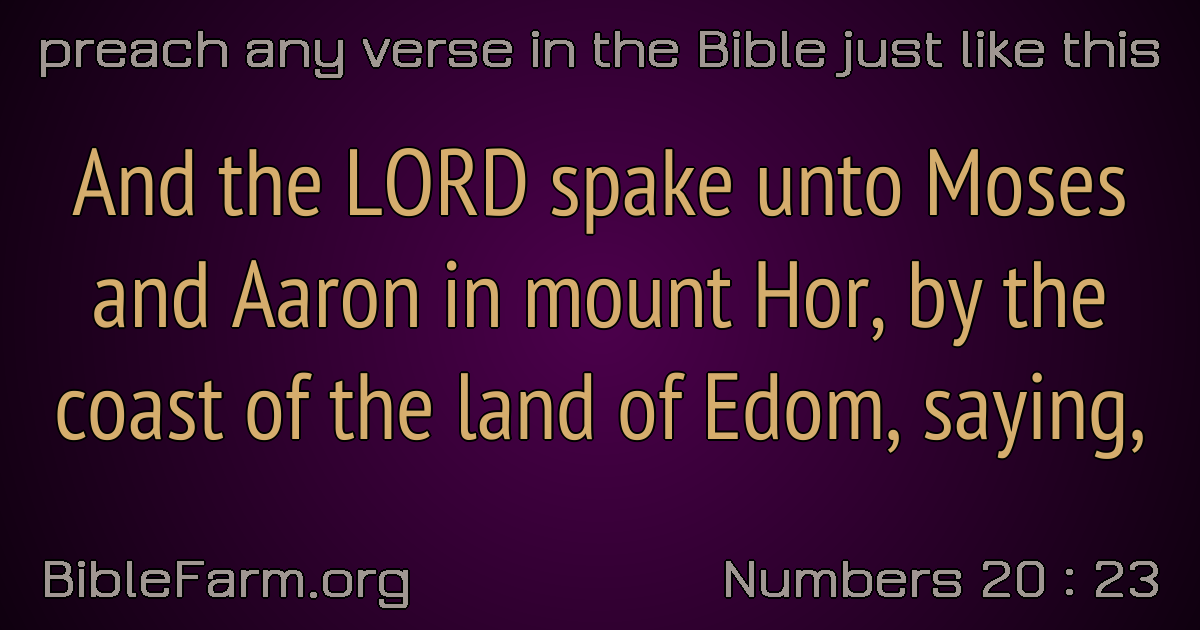 preach any verse in the Bible just like this
And the LORD spake unto Moses
and Aaron in mount Hor, by the
coast of the land of Edom, saying,
BibleFarm.org
Numbers 20 : 23